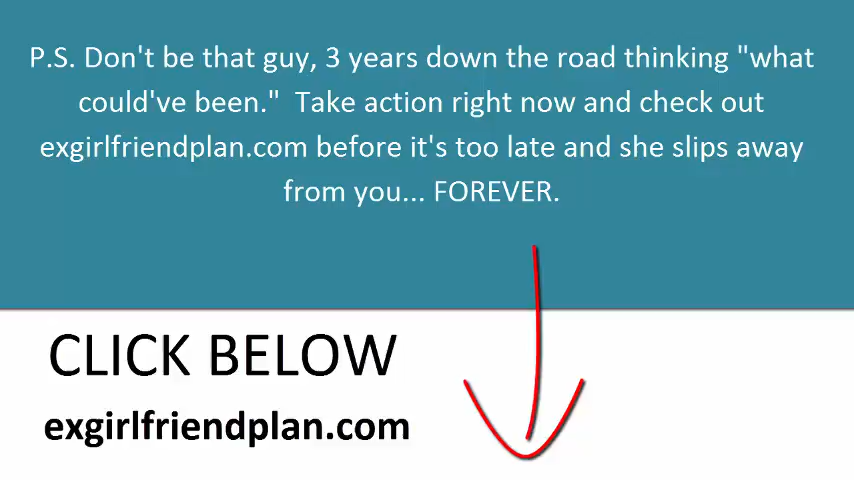 P.S. Don't be that guy, 3 years down the road thinking "what
could've been."  Take action right now and check out
exgirlfriendplan.com before it's too late and she slips away
from you... FOREVER.
CLICK BELOW
exgirlfriendplan.com